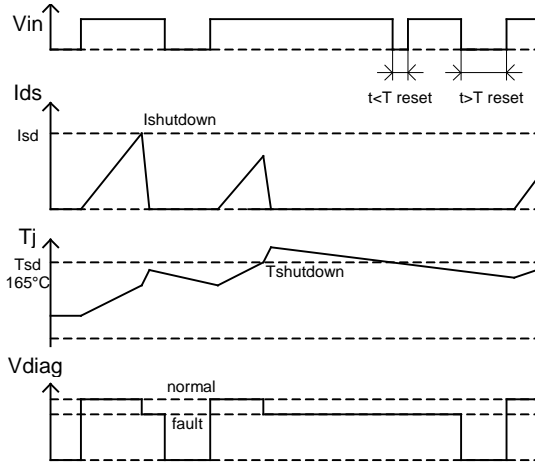 Vin
t<T reset
t>T reset
Ids
Isd
Ishutdown
Tj
Tsd
165°C
Tshutdown
Vdiag
normal
fault